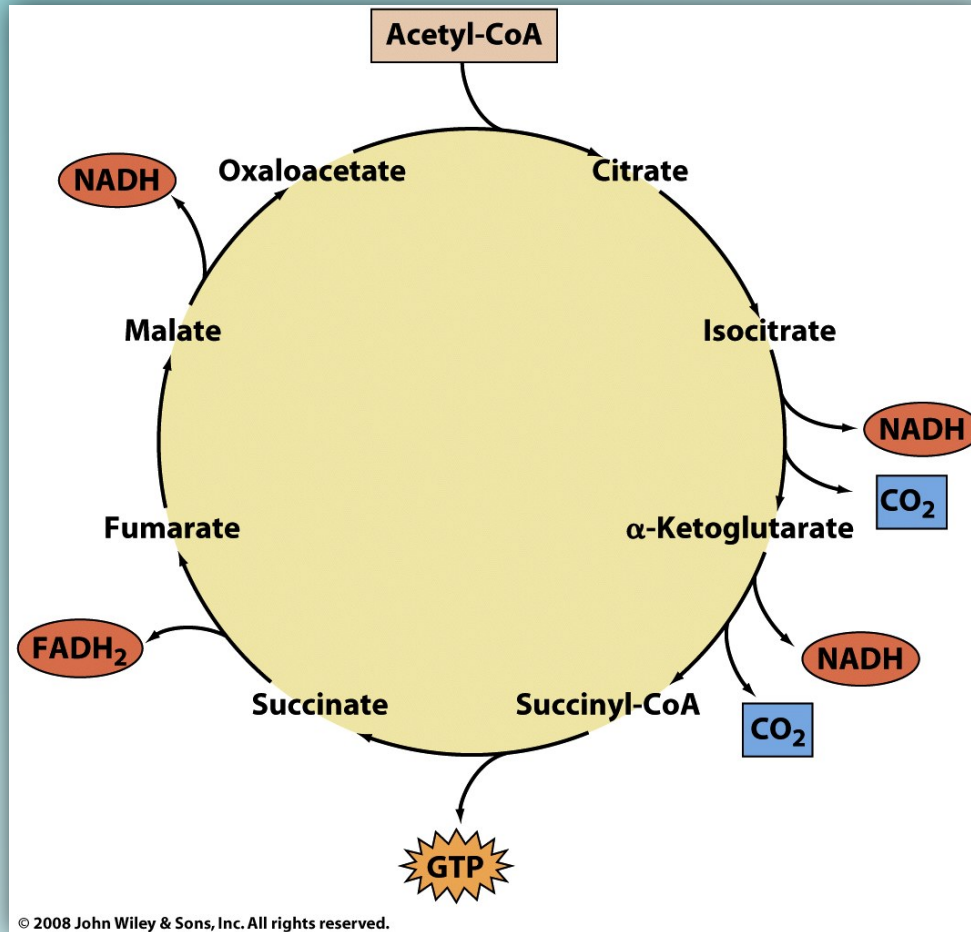 Acetyl-CoA
Oxaloacetate
Citrate
NADH
Malate
Isocitrate
NADH
CO₂
Fumarate
α-Ketoglutarate
FADH₂
NADH
Succinate
Succinyl-CoA
CO₂
GTP
© 2008 John Wiley & Sons, Inc. All rights reserved.